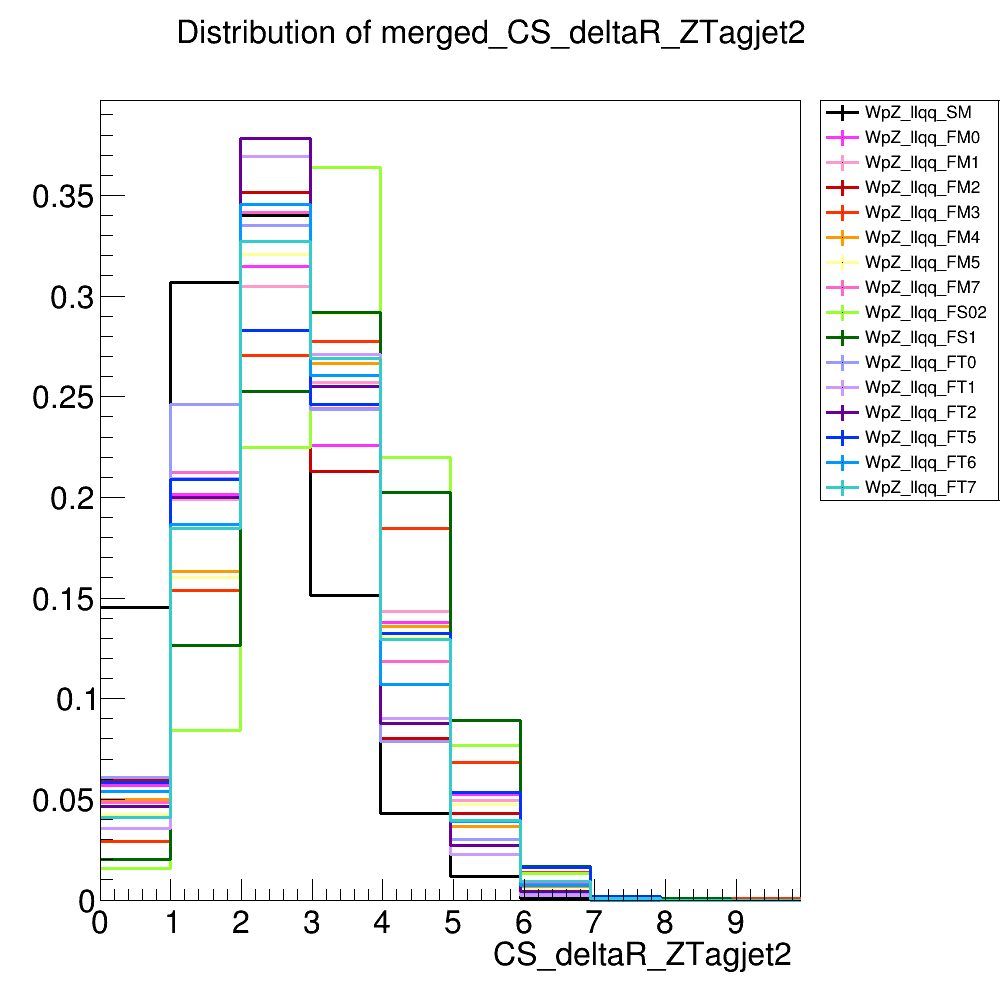 Distribution of merged_CS_deltaR_ZTagjet2
WpZ_llqq_SM
WpZ_llqq_FM0
WpZ_llqq_FM1
WpZ_llqq_FM2
WpZ_llqq_FM3
WpZ_llqq_FM4
WpZ_llqq_FM5
WpZ_llqq_FM7
WpZ_llqq_FS02
WpZ_llqq_FS1
WpZ_llqq_FT0
WpZ_llqq_FT1
WpZ_llqq_FT2
WpZ_llqq_FT5
WpZ_llqq_FT6
WpZ_llqq_FT7
0.35
0.3
0.25
0.2
0.15
0.1
0.05
0
0 1 2 3 4 5 6 7 8 9
CS_deltaR_ZTagjet2